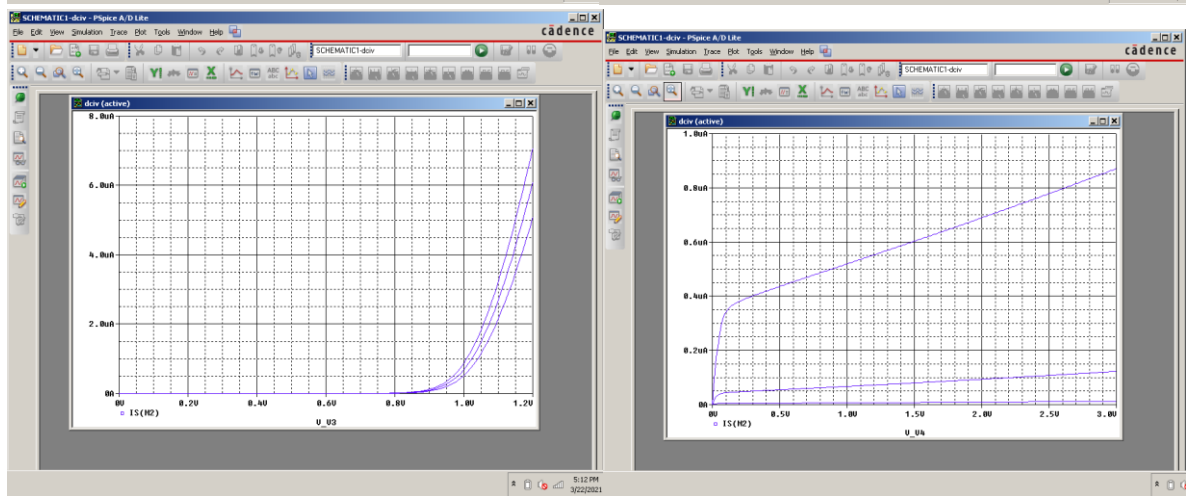 SCHEMATIC1-dciv - PSpice A/D Lite
File Edit View Simulation Trace Plot Tools Window Help
cādence
SCHEMATIC1-dciv
dciv (active)
8.0uA
6.0uA
4.0uA
2.0uA
0A
0V 0.2V 0.4V 0.6V 0.8V 1.0V 1.2V
IS(M2)
V_V3
5:12 PM
3/22/2021
SCHEMATIC1-dciv - PSpice A/D Lite
File Edit View Simulation Trace Plot Tools Window Help
cādence
SCHEMATIC1-dciv
dciv (active)
1.0uA
0.8uA
0.6uA
0.4uA
0.2uA
0A
0V 0.5V 1.0V 1.5V 2.0V 2.5V 3.0V
IS(M2)
V_V4